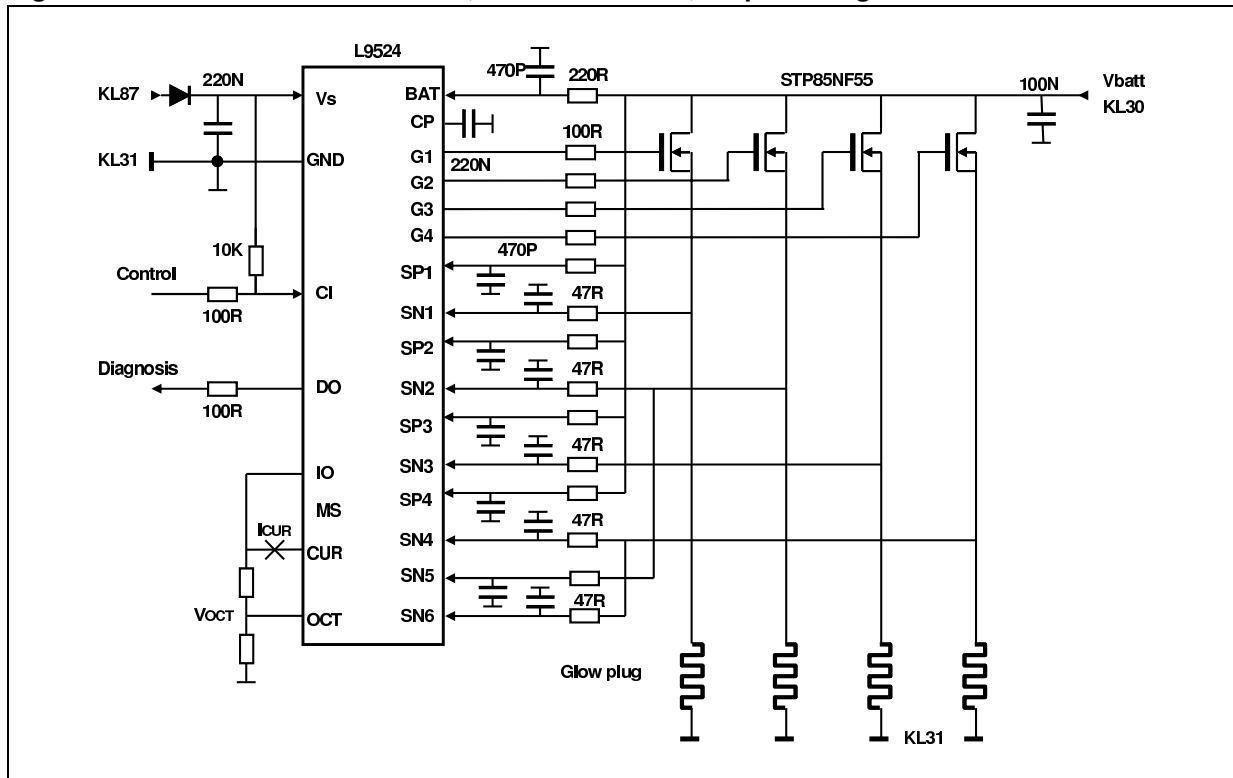 L9524
470P
220R
STP85NF55
KL87
220N
Vs
BAT
100N
Vbatt
KL30
CP
100R
KL31
GND
G1
220N
G2
G3
G4
10K
470P
Control
SP1
CI
47R
100R
SN1
SP2
Diagnosis
47R
DO
SN2
100R
SP3
47R
IO
SN3
SP4
MS
47R
ICUR
CUR
SN4
SN5
47R
VOCT
OCT
SN6
Glow plug
KL31